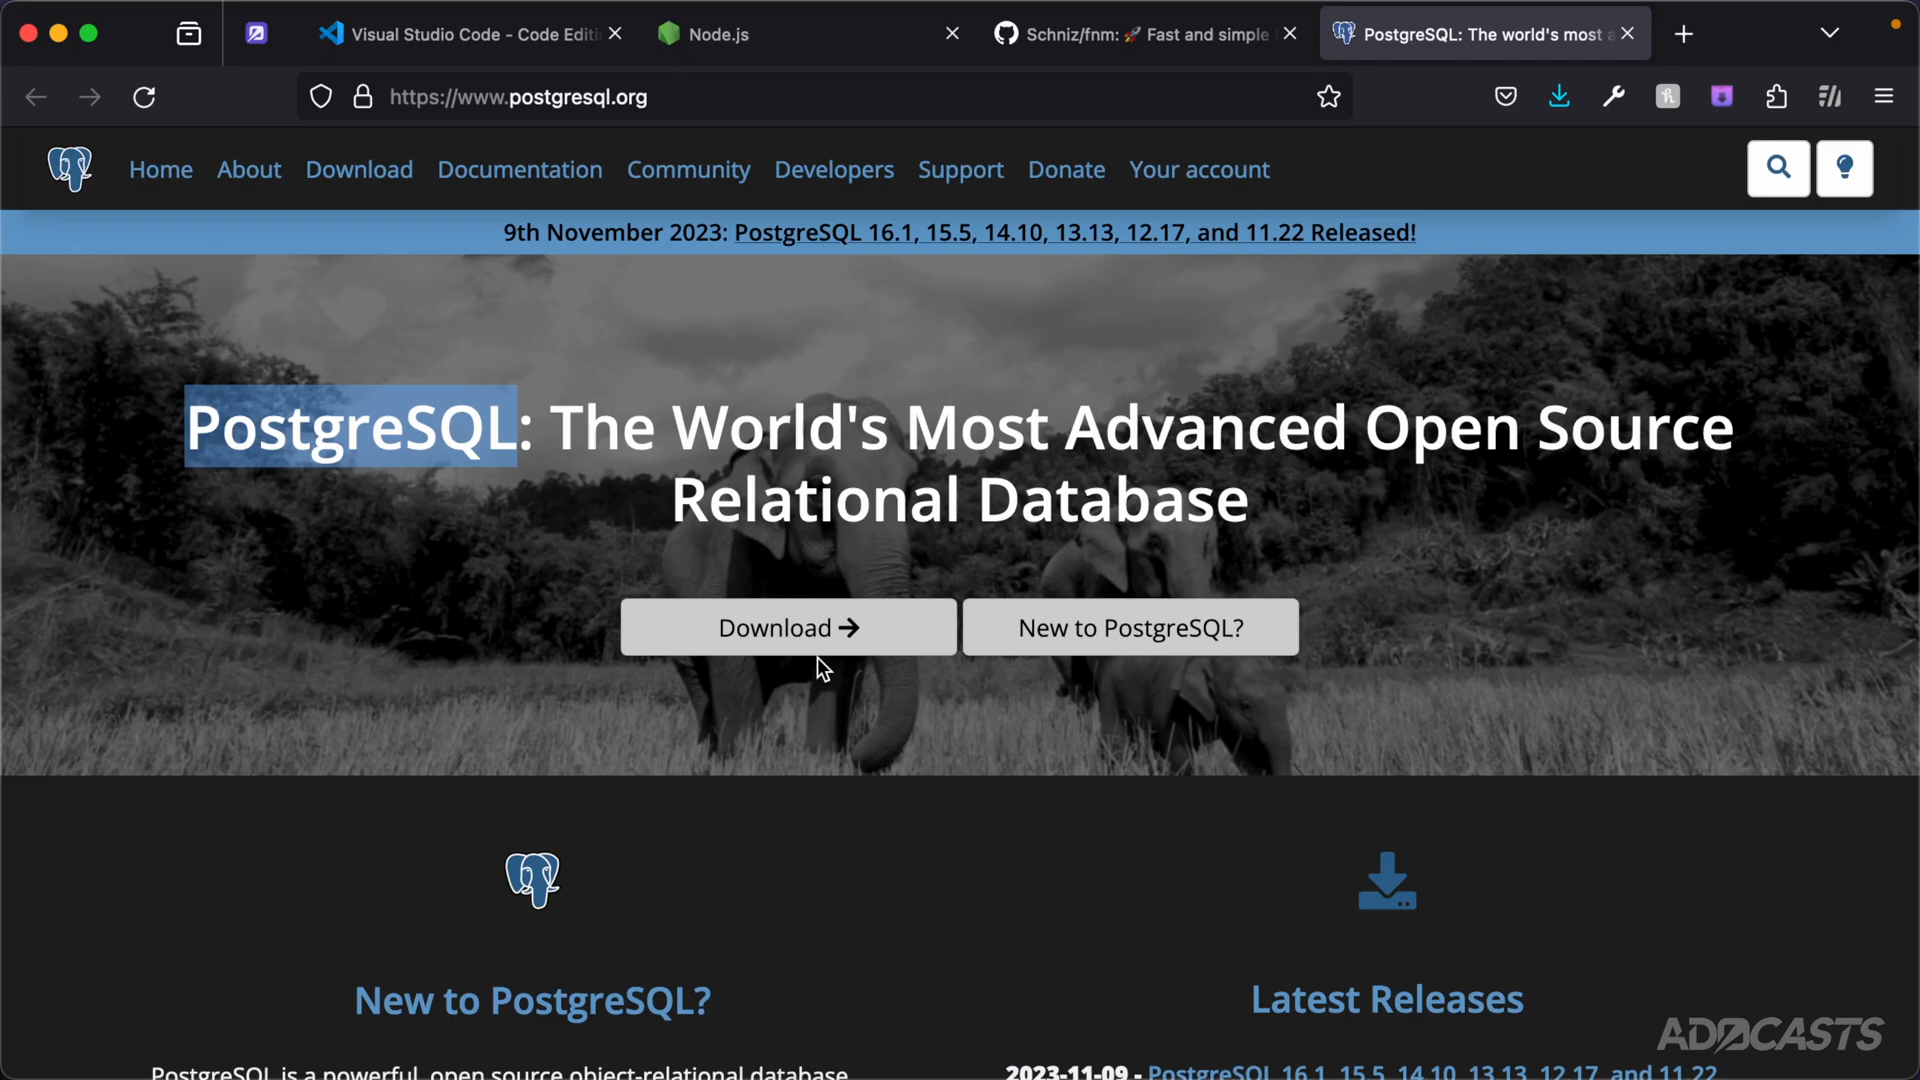 Visual Studio Code - Code Editi
Node.js
Schniz/fnm: 🚀 Fast and simple
PostgreSQL: The world's most a
https://www.postgresql.org
Home
About
Download
Documentation
Community
Developers
Support
Donate
Your account
9th November 2023: PostgreSQL 16.1, 15.5, 14.10, 13.13, 12.17, and 11.22 Released!
PostgreSQL: The World's Most Advanced Open Source
Relational Database
Download →
New to PostgreSQL?
New to PostgreSQL?
Latest Releases
ADOCASTS
PostgreSQL is a powerful, open source object-relational database
2023-11-09 - PostgreSQL 16.1, 15.5, 14.10, 13.13, 12.17, and 11.22